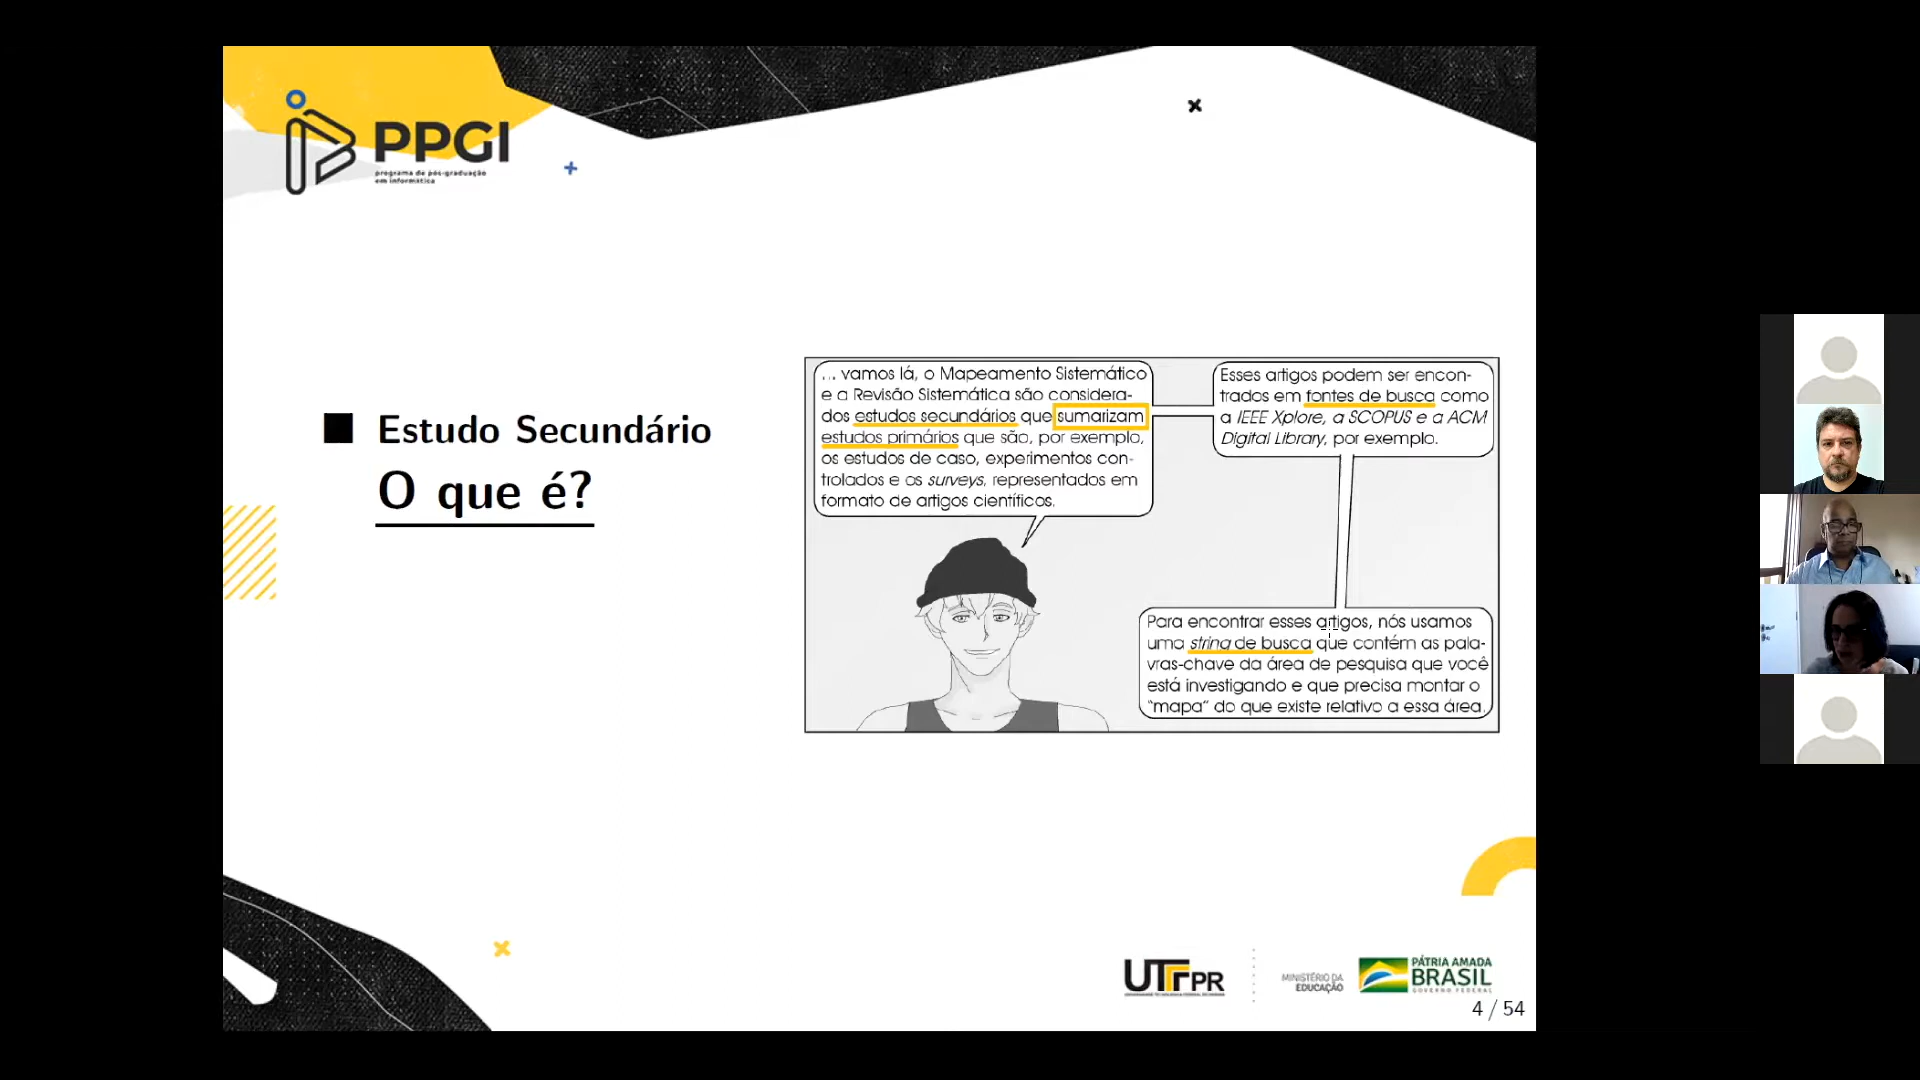 PPGI
programa de pós-graduação
em informática
Estudo Secundário
O que é?
... vamos lá, o Mapeamento Sistemático
e a Revisão Sistemática são considera-
dos estudos secundários que sumarizam
estudos primários que são, por exemplo,
os estudos de caso, experimentos con-
trolados e os surveys, representados em
formato de artigos científicos.
Esses artigos podem ser encon-
trados em fontes de busca como
a IEEE Xplore, a SCOPUS e a ACM
Digital Library, por exemplo.
Para encontrar esses artigos, nós usamos
uma string de busca que contém as pala-
vras-chave da área de pesquisa que você
está investigando e que precisa montar o
“mapa” do que existe relativo a essa área.
UTFPR
MINISTÉRIO DA
EDUCAÇÃO
PÁTRIA AMADA
BRASIL
GOVERNO FEDERAL
4 / 54